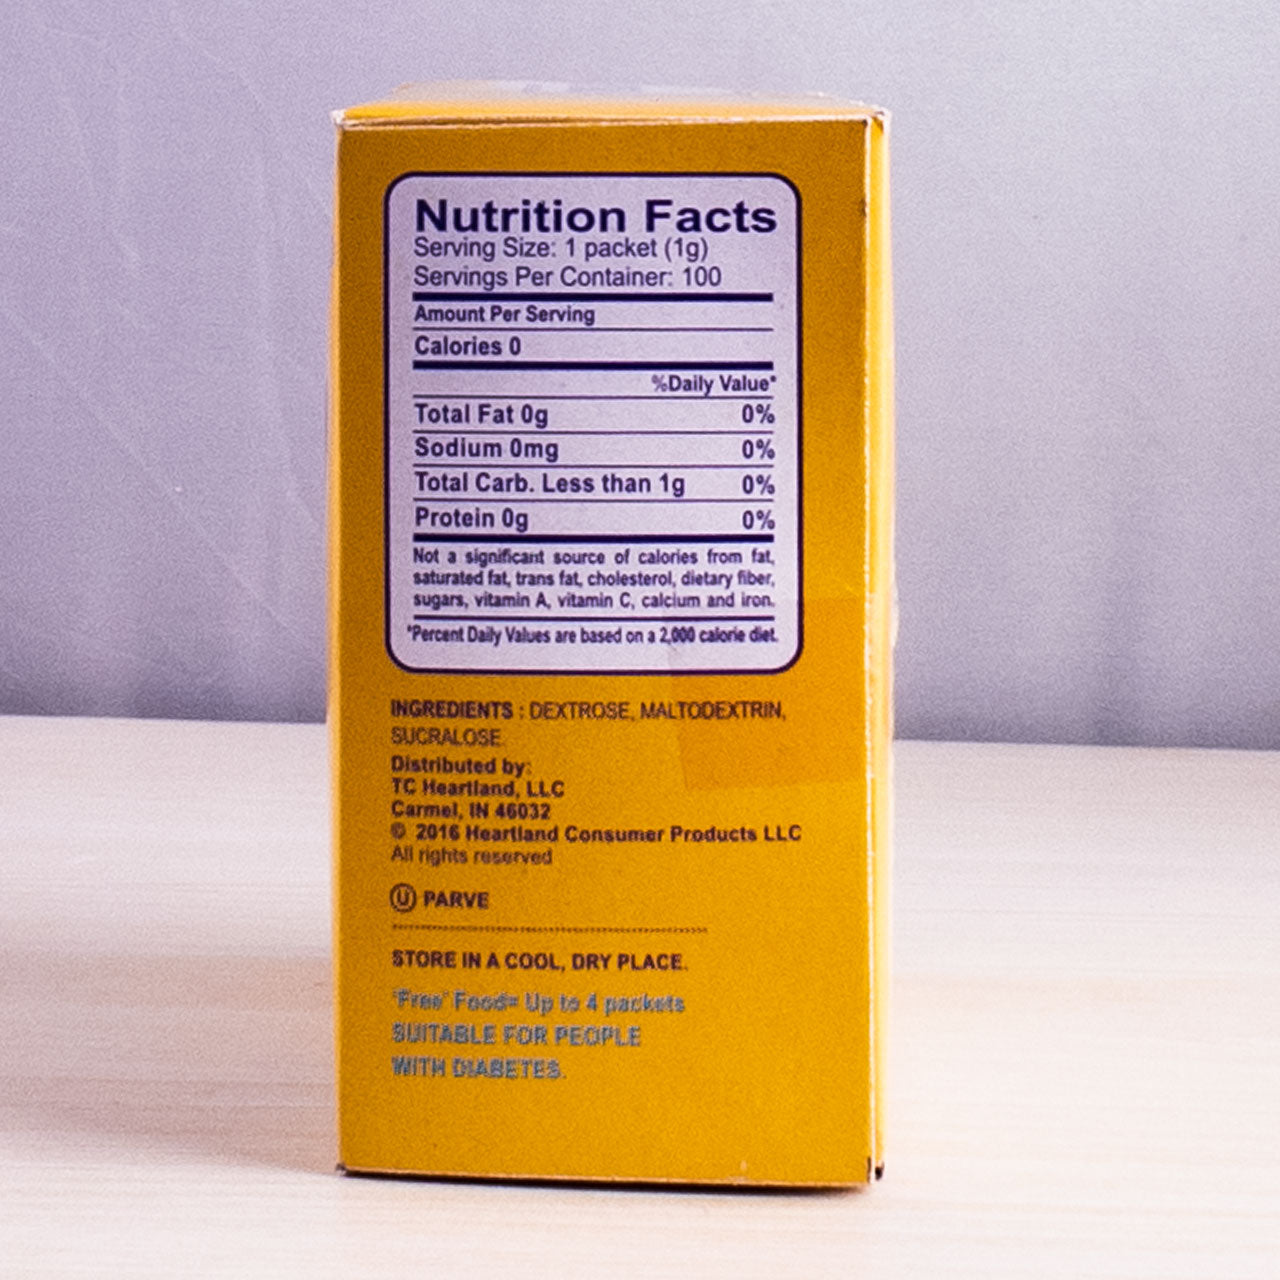 Nutrition Facts
Serving Size: 1 packet (1g)
Servings Per Container: 100
Amount Per Serving
Calories 0
%Daily Value*
Total Fat 0g 0%
Sodium 0mg 0%
Total Carb. Less than 1g 0%
Protein 0g 0%
Not a significant source of calories from fat,
saturated fat, trans fat, cholesterol, dietary fiber,
sugars, vitamin A, vitamin C, calcium and iron.
*Percent Daily Values are based on a 2,000 calorie diet.
INGREDIENTS : DEXTROSE, MALTODEXTRIN,
SUCRALOSE.
Distributed by:
TC Heartland, LLC
Carmel, IN 46032
© 2016 Heartland Consumer Products LLC
All rights reserved
U PARVE
STORE IN A COOL, DRY PLACE.
"Free" Food= Up to 4 packets
SUITABLE FOR PEOPLE
WITH DIABETES.